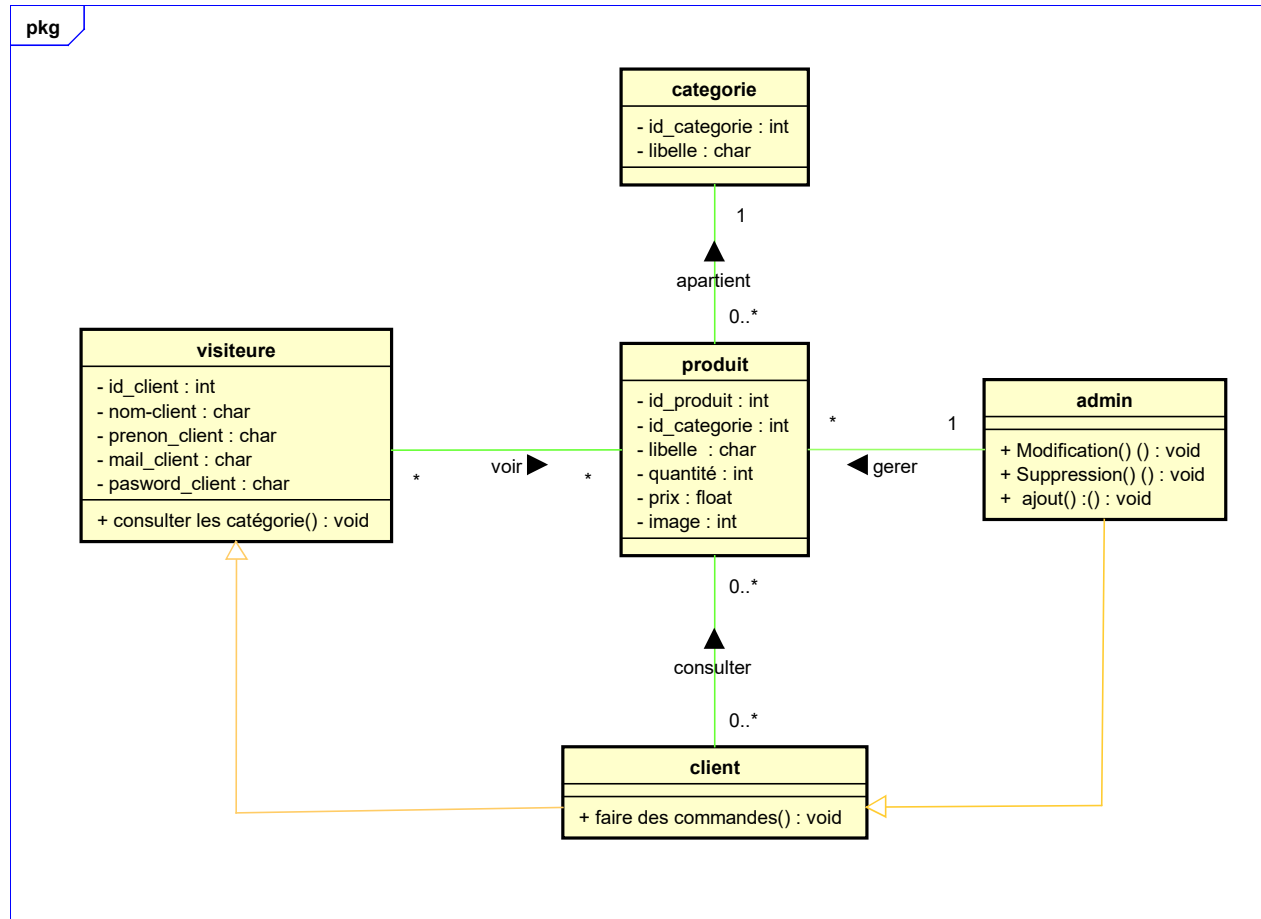 pkg
categorie
- id_categorie : int
- libelle : char
1
apartient
0..*
visiteure
- id_client : int
- nom-client : char
- prenon_client : char
- mail_client : char
- pasword_client : char
+ consulter les catégorie() : void
*
voir
*
produit
- id_produit : int
- id_categorie : int
- libelle : char
- quantité : int
- prix : float
- image : int
*
1
gerer
admin
+ Modification() () : void
+ Suppression() () : void
+ ajout() :() : void
0..*
consulter
0..*
client
+ faire des commandes() : void